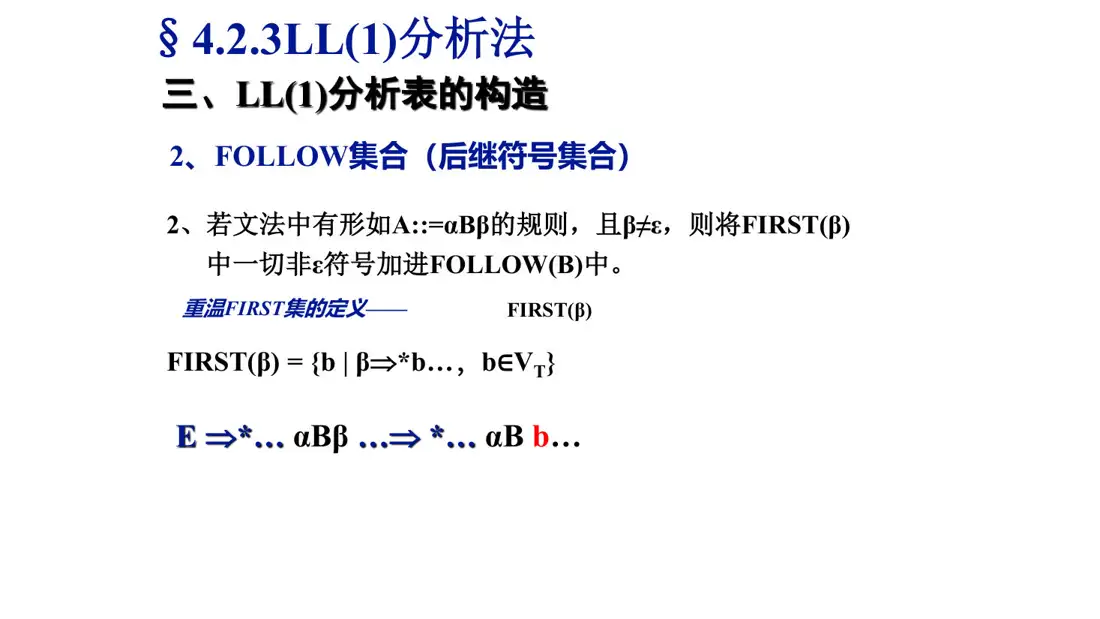 § 4.2.3LL(1)分析法
三、LL(1)分析表的构造
2、FOLLOW集合（后继符号集合）
2、若文法中有形如A::=αBβ的规则，且β≠ε，则将FIRST(β)
中一切非ε符号加进FOLLOW(B)中。
重温FIRST集的定义—— FIRST(β)
FIRST(β) = {b | β⇒*b…，b∈V_T}
E ⇒*… αBβ …⇒ *… αB b…